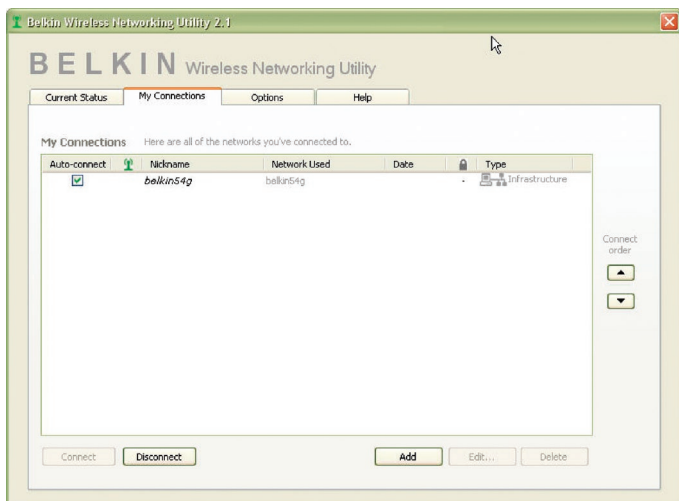 Belkin Wireless Networking Utility 2.1
BELKIN Wireless Networking Utility
Current Status My Connections Options Help
My Connections Here are all of the networks you've connected to.
Auto-connect Nickname Network Used Date Type
belkin54g belkin54g - Infrastructure
Connect
order
Connect Disconnect Add Edit... Delete